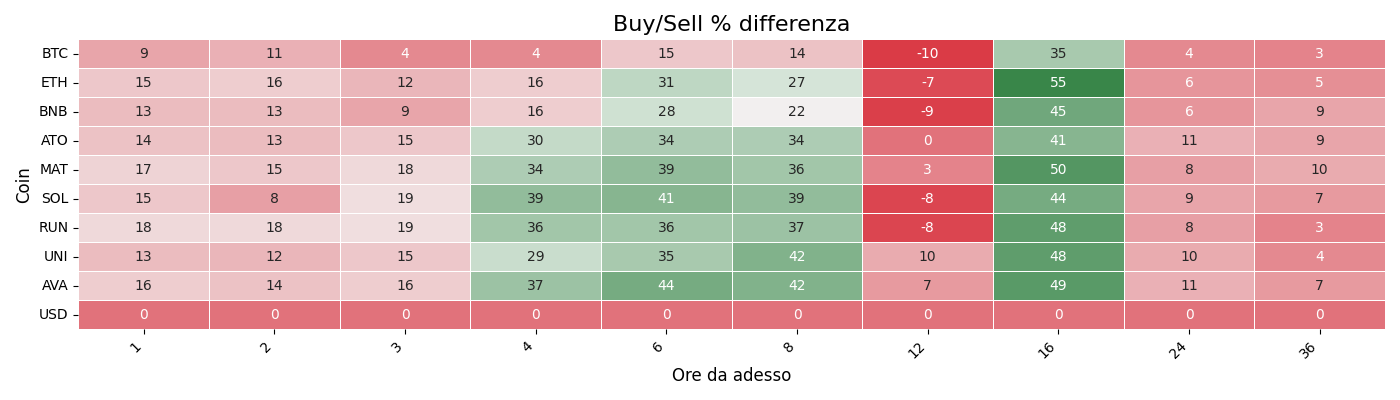 Buy/Sell % differenza
Coin
BTC 9 11 4 4 15 14 -10 35 4 3
ETH 15 16 12 16 31 27 -7 55 6 5
BNB 13 13 9 16 28 22 -9 45 6 9
ATO 14 13 15 30 34 34 0 41 11 9
MAT 17 15 18 34 39 36 3 50 8 10
SOL 15 8 19 39 41 39 -8 44 9 7
RUN 18 18 19 36 36 37 -8 48 8 3
UNI 13 12 15 29 35 42 10 48 10 4
AVA 16 14 16 37 44 42 7 49 11 7
USD 0 0 0 0 0 0 0 0 0 0
1 2 3 4 6 8 12 16 24 36
Ore da adesso